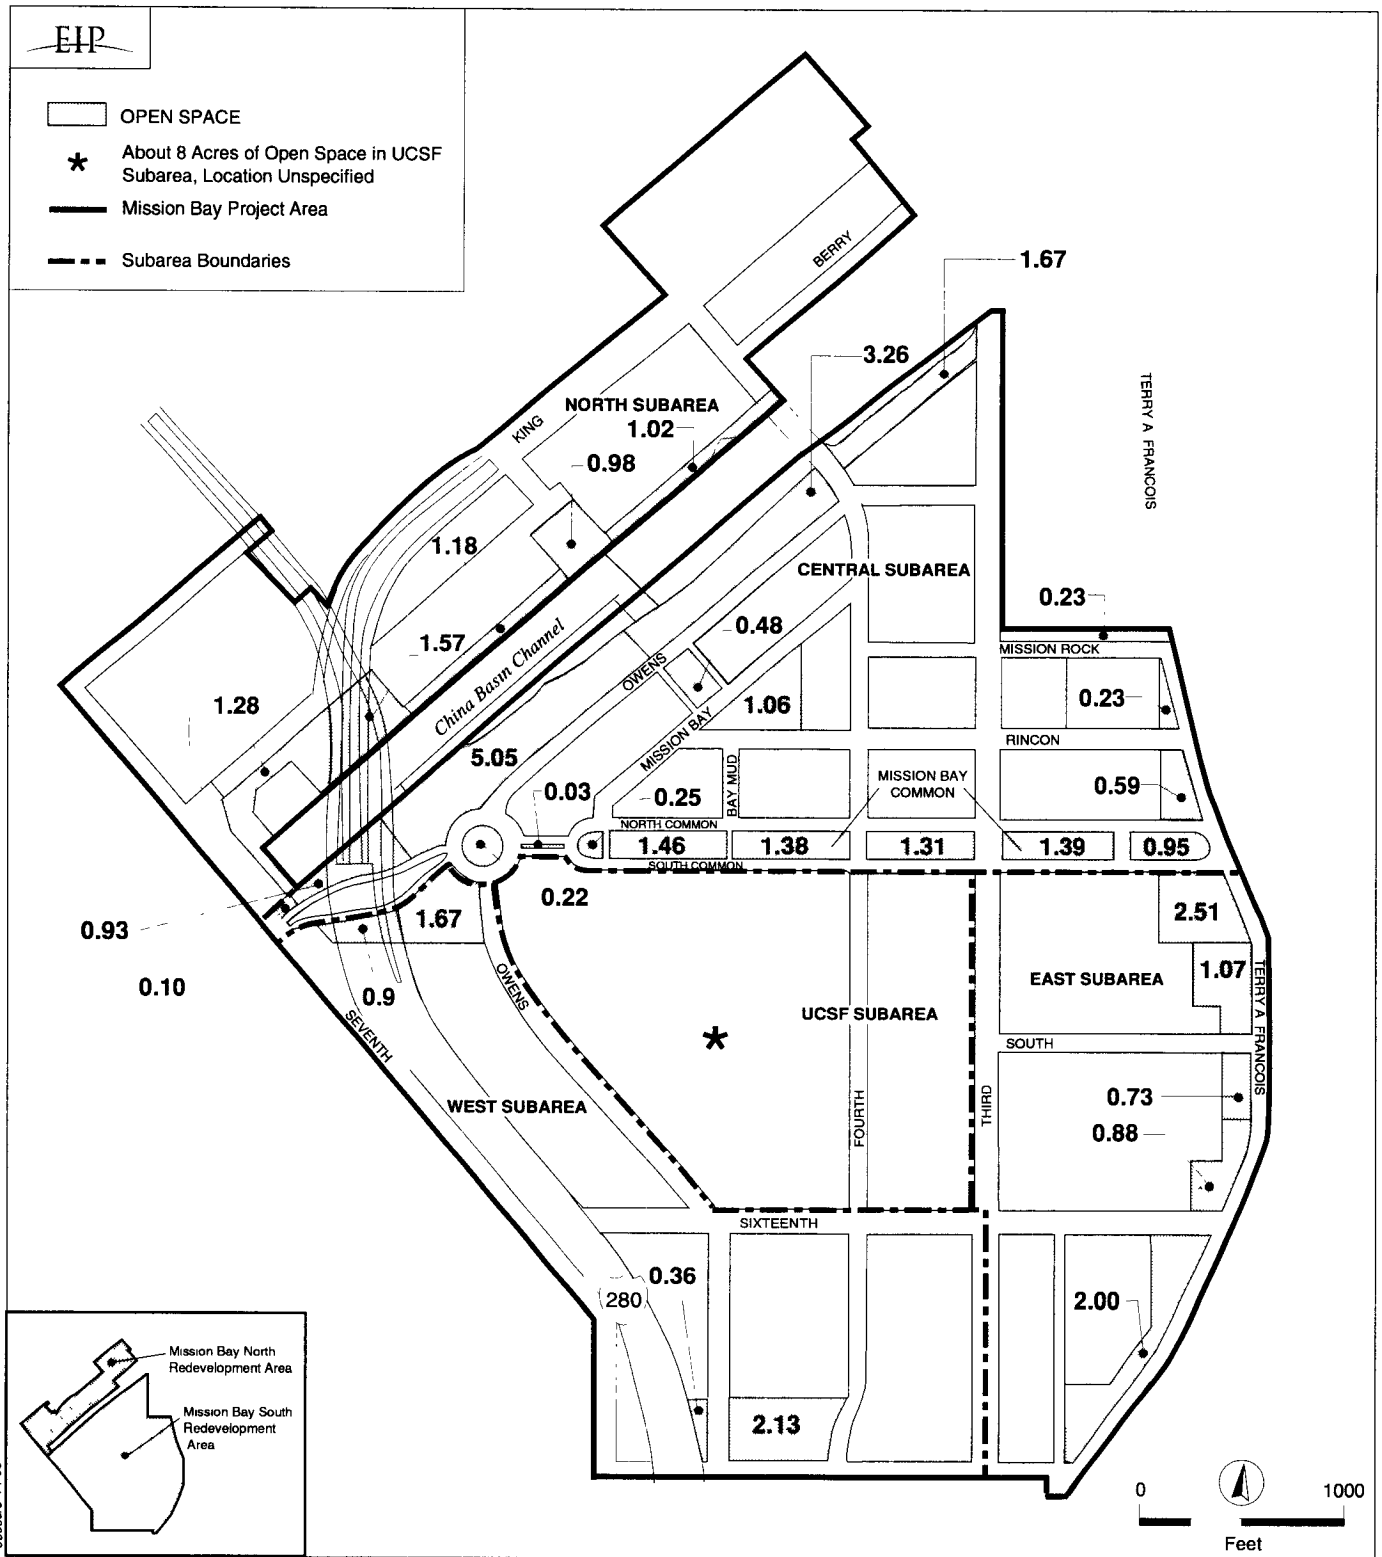 EIP
OPEN SPACE
*
About 8 Acres of Open Space in UCSF
Subarea, Location Unspecified
Mission Bay Project Area
Subarea Boundaries
BERRY
1.67
3.26
TERRY A FRANCOIS
NORTH SUBAREA
KING
1.02
0.98
1.18
CENTRAL SUBAREA
0.23
1.57
China Basin Channel
0.48
OWENS
MISSION ROCK
1.28
1.06
0.23
MISSION BAY
5.05
RINCON
BAY MUD
MISSION BAY
COMMON
0.03
0.25
0.59
NORTH COMMON
1.46
1.38
1.31
1.39
0.95
SOUTH COMMON
0.22
0.93
1.67
2.51
0.10
0.9
OWENS
EAST SUBAREA
1.07
TERRY A FRANCOIS
UCSF SUBAREA
*
SEVENTH
SOUTH
WEST SUBAREA
FOURTH
THIRD
0.73
0.88
SIXTEENTH
0.36
280
2.00
2.13
Mission Bay North
Redevelopment Area
Mission Bay South
Redevelopment
Area
0
1000
Feet